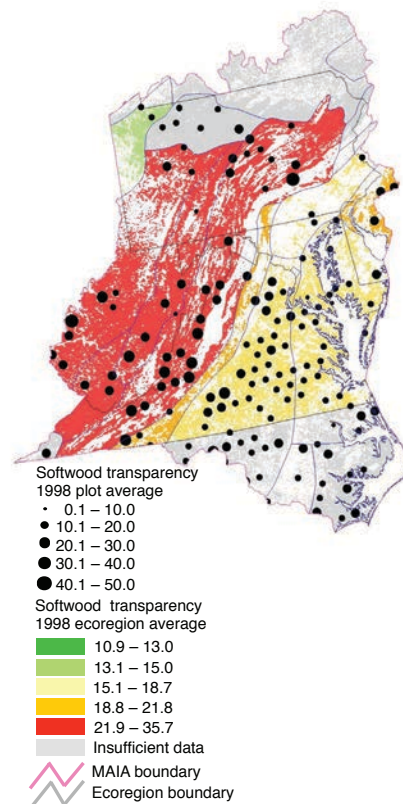 Softwood transparency
1998 plot average
0.1 – 10.0
10.1 – 20.0
20.1 – 30.0
30.1 – 40.0
40.1 – 50.0
Softwood transparency
1998 ecoregion average
10.9 – 13.0
13.1 – 15.0
15.1 – 18.7
18.8 – 21.8
21.9 – 35.7
Insufficient data
MAIA boundary
Ecoregion boundary